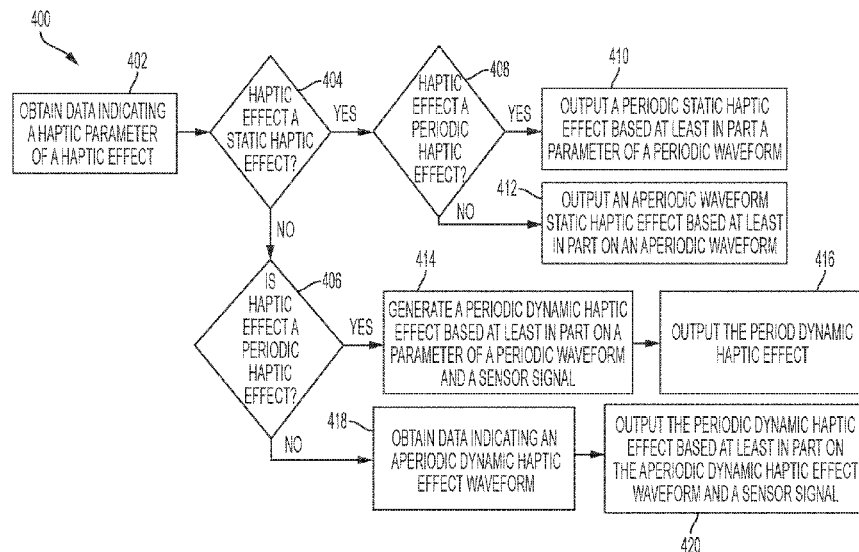 400
402
OBTAIN DATA INDICATING
A HAPTIC PARAMETER
OF A HAPTIC EFFECT
404
HAPTIC
EFFECT A
STATIC HAPTIC
EFFECT?
YES
NO
406
HAPTIC
EFFECT A
PERIODIC
HAPTIC
EFFECT?
YES
NO
410
OUTPUT A PERIODIC STATIC HAPTIC
EFFECT BASED AT LEAST IN PART A
PARAMETER OF A PERIODIC WAVEFORM
412
OUTPUT AN APERIODIC WAVEFORM
STATIC HAPTIC EFFECT BASED AT LEAST
IN PART ON AN APERIODIC WAVEFORM
406
IS
HAPTIC
EFFECT A
PERIODIC
HAPTIC
EFFECT?
YES
NO
414
GENERATE A PERIODIC DYNAMIC HAPTIC
EFFECT BASED AT LEAST IN PART ON A
PARAMETER OF A PERIODIC WAVEFORM
AND A SENSOR SIGNAL
416
OUTPUT THE PERIOD DYNAMIC
HAPTIC EFFECT
418
OBTAIN DATA INDICATING AN
APERIODIC DYNAMIC HAPTIC
EFFECT WAVEFORM
OUTPUT THE PERIODIC DYNAMIC HAPTIC
EFFECT BASED AT LEAST IN PART ON
THE APERIODIC DYNAMIC HAPTIC EFFECT
WAVEFORM AND A SENSOR SIGNAL
420